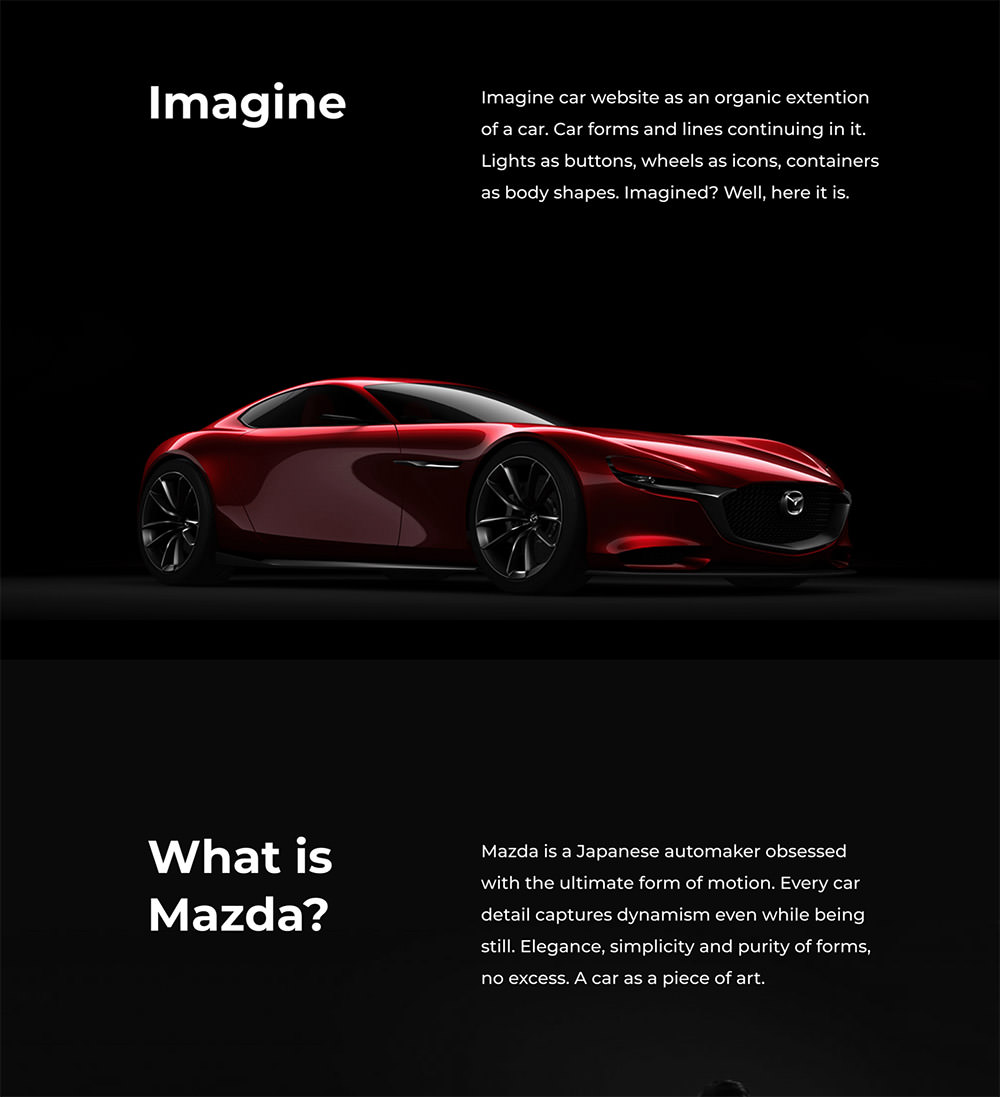 Imagine
Imagine car website as an organic extention
of a car. Car forms and lines continuing in it.
Lights as buttons, wheels as icons, containers
as body shapes. Imagined? Well, here it is.
What is
Mazda?
Mazda is a Japanese automaker obsessed
with the ultimate form of motion. Every car
detail captures dynamism even while being
still. Elegance, simplicity and purity of forms,
no excess. A car as a piece of art.